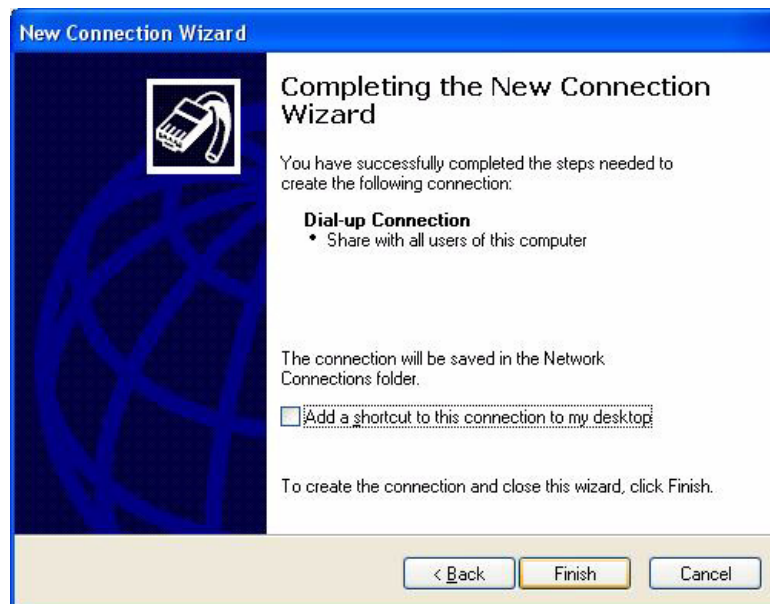 New Connection Wizard
Completing the New Connection
Wizard
You have successfully completed the steps needed to
create the following connection:
Dial-up Connection
• Share with all users of this computer
The connection will be saved in the Network
Connections folder.
Add a shortcut to this connection to my desktop
To create the connection and close this wizard, click Finish.
< Back
Finish
Cancel